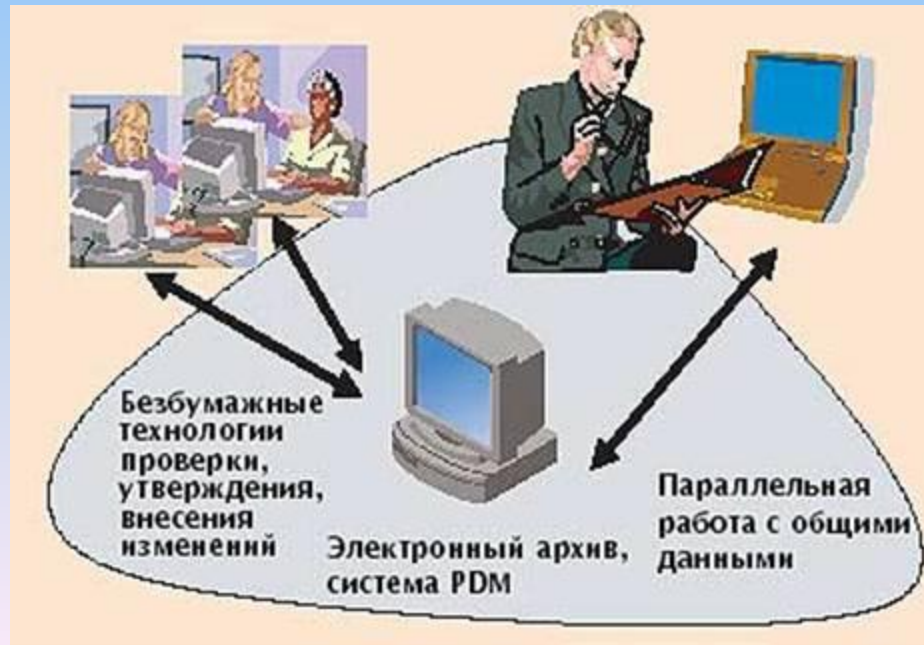 Безбумажные
технологии
проверки,
утверждения,
внесения
изменений
Электронный архив,
система PDM
Параллельная
работа с общими
данными